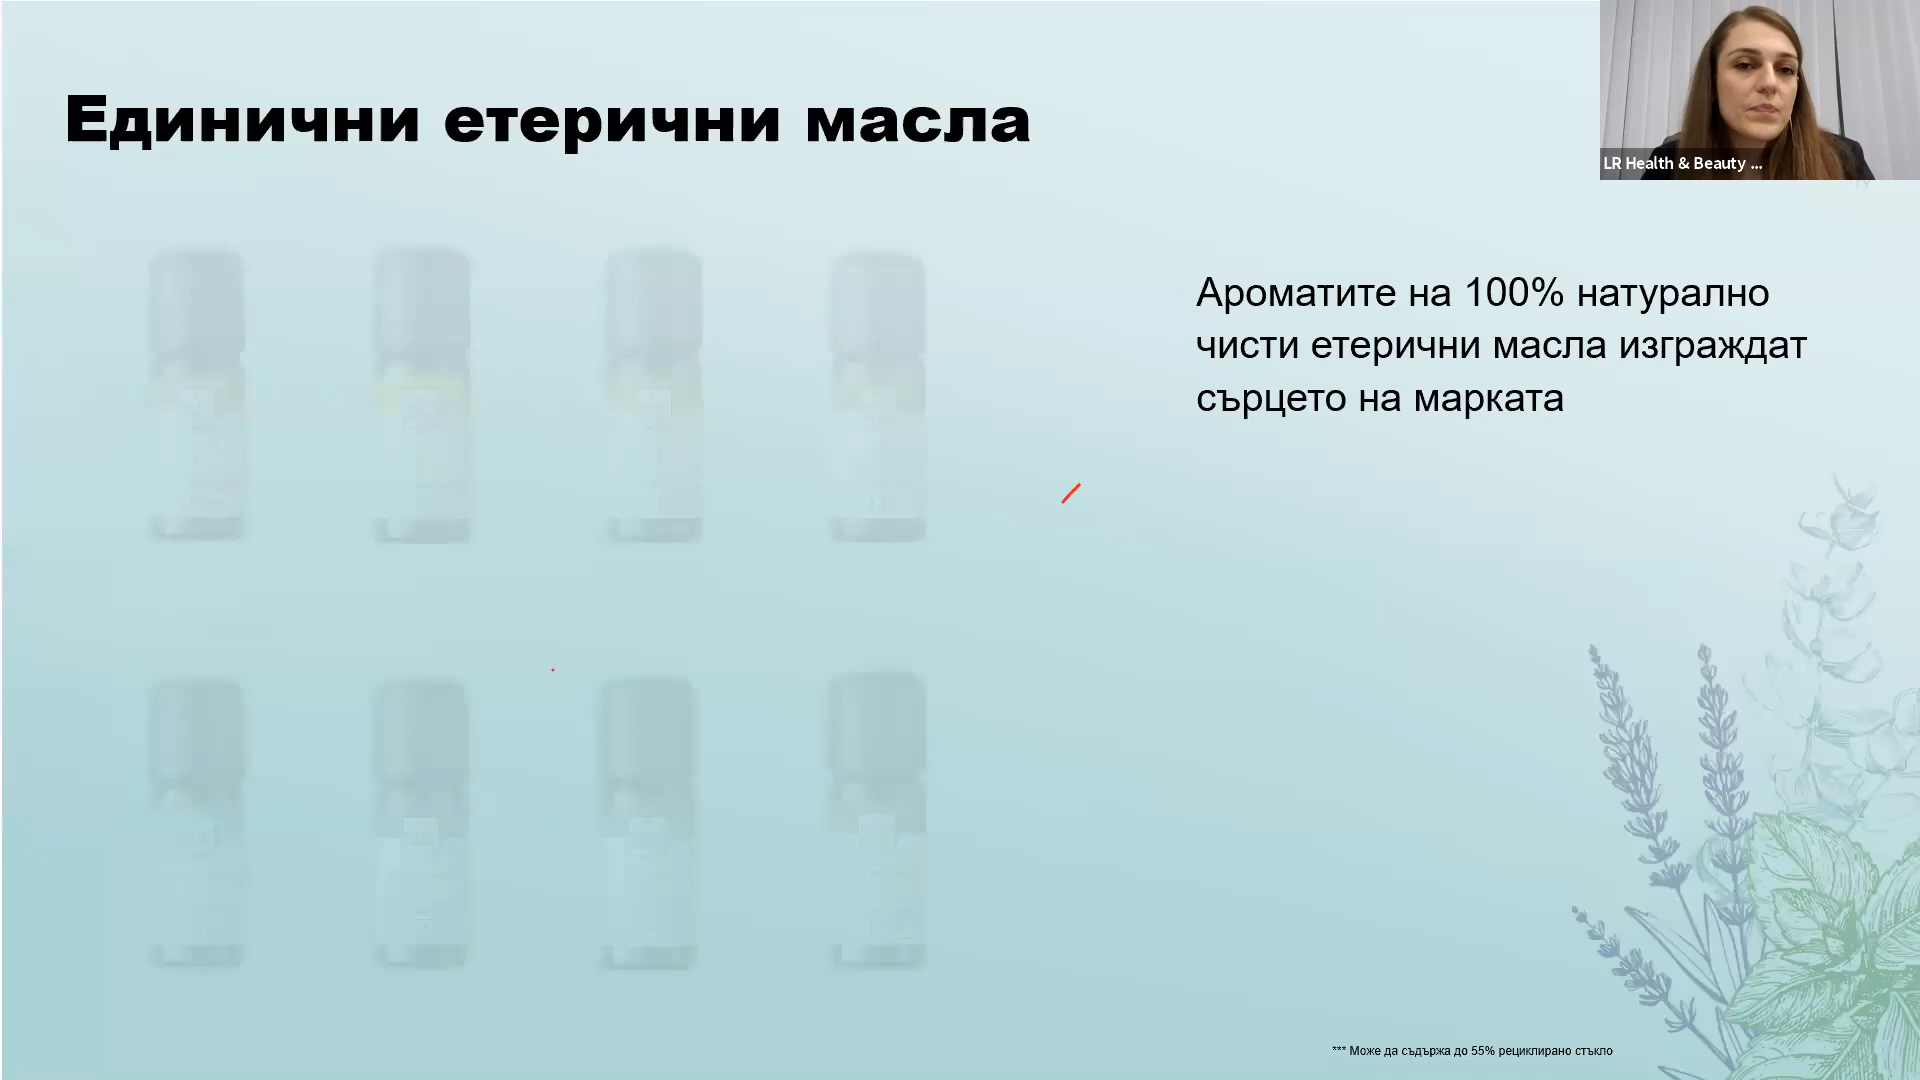 Единични етерични масла
LR Health & Beauty ...
Ароматите на 100% натурално
чисти етерични масла изграждат
сърцето на марката
*** Може да съдържа до 55% рециклирано стъкло